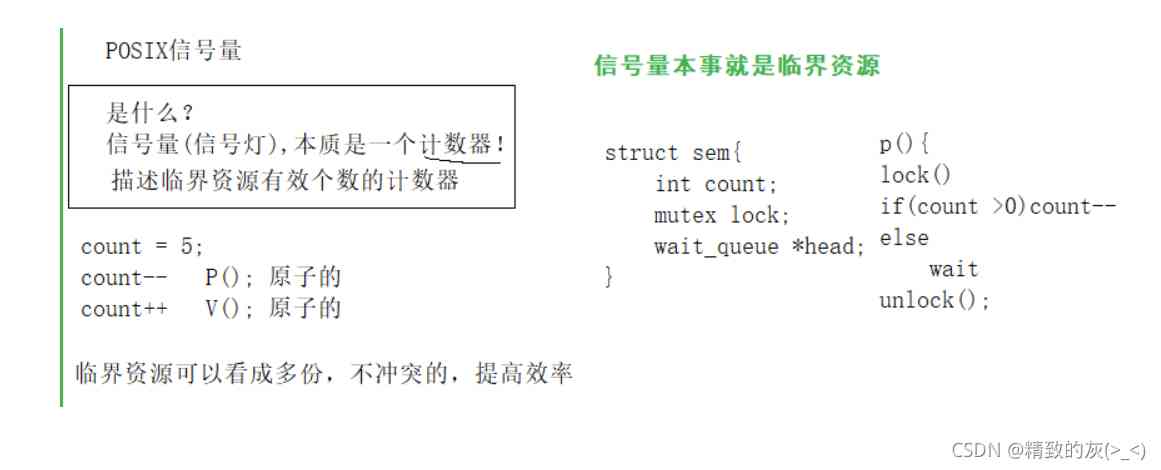 POSIX信号量
是什么？
信号量(信号灯),本质是一个计数器！
描述临界资源有效个数的计数器
count = 5;
count-- P(); 原子的
count++ V(); 原子的
临界资源可以看成多份，不冲突的，提高效率
信号量本事就是临界资源
struct sem{
int count;
mutex lock;
wait_queue *head;
}
p(){
lock()
if(count >0)count--
else
wait
unlock();
CSDN @精致的灰(>_<)